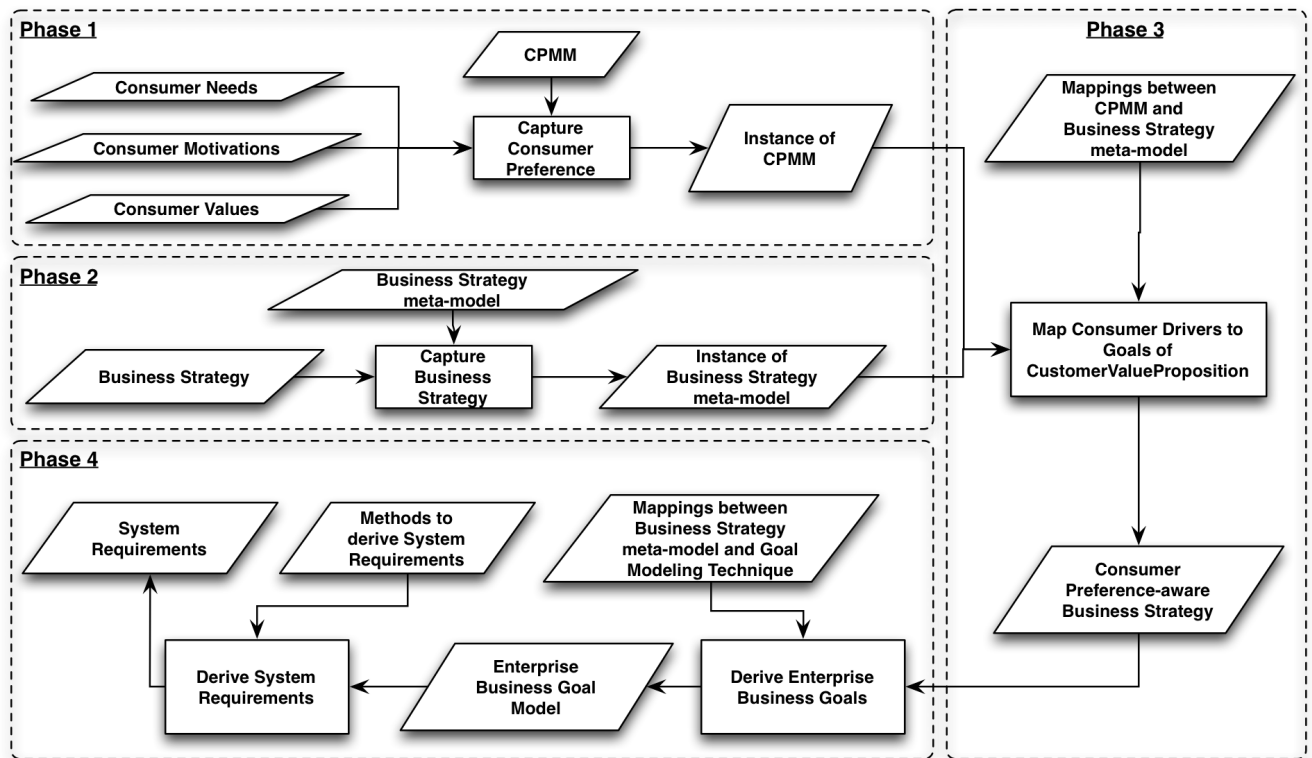 Phase 1
CPMM
Consumer Needs
Consumer Motivations
Consumer Values
Capture
Consumer
Preference
Instance of
CPMM
Phase 2
Business Strategy
meta-model
Business Strategy
Capture
Business
Strategy
Instance of
Business Strategy
meta-model
Phase 3
Mappings between
CPMM and
Business Strategy
meta-model
Map Consumer Drivers to
Goals of
CustomerValueProposition
Consumer
Preference-aware
Business Strategy
Phase 4
System
Requirements
Methods to
derive System
Requirements
Mappings between
Business Strategy
meta-model and Goal
Modeling Technique
Derive System
Requirements
Enterprise
Business Goal
Model
Derive Enterprise
Business Goals